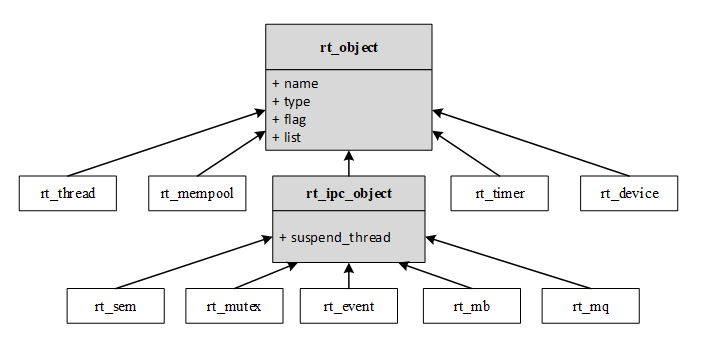 rt_object
+ name
+ type
+ flag
+ list
rt_thread
rt_mempool
rt_ipc_object
rt_timer
rt_device
+ suspend_thread
rt_sem
rt_mutex
rt_event
rt_mb
rt_mq